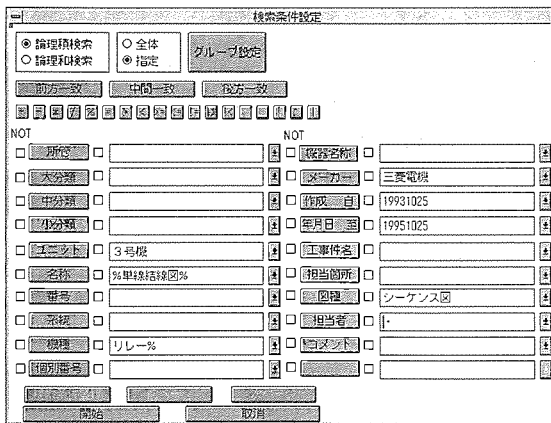 検索条件設定
論理積検索 全体 グループ設定
論理和検索 指定
前方一致 中間一致 後方一致
NOT NOT
所管 機器名称
大分類 メーカー 三菱電機
中分類 作成 自 19931025
小分類 年月日 至 19951025
ユニット 3号機 工事件名
名称 %単線結線図% 担当箇所
番号 図種 シーケンス図
系統 担当者
機種 リレー% コメント
個別番号
開始 取消